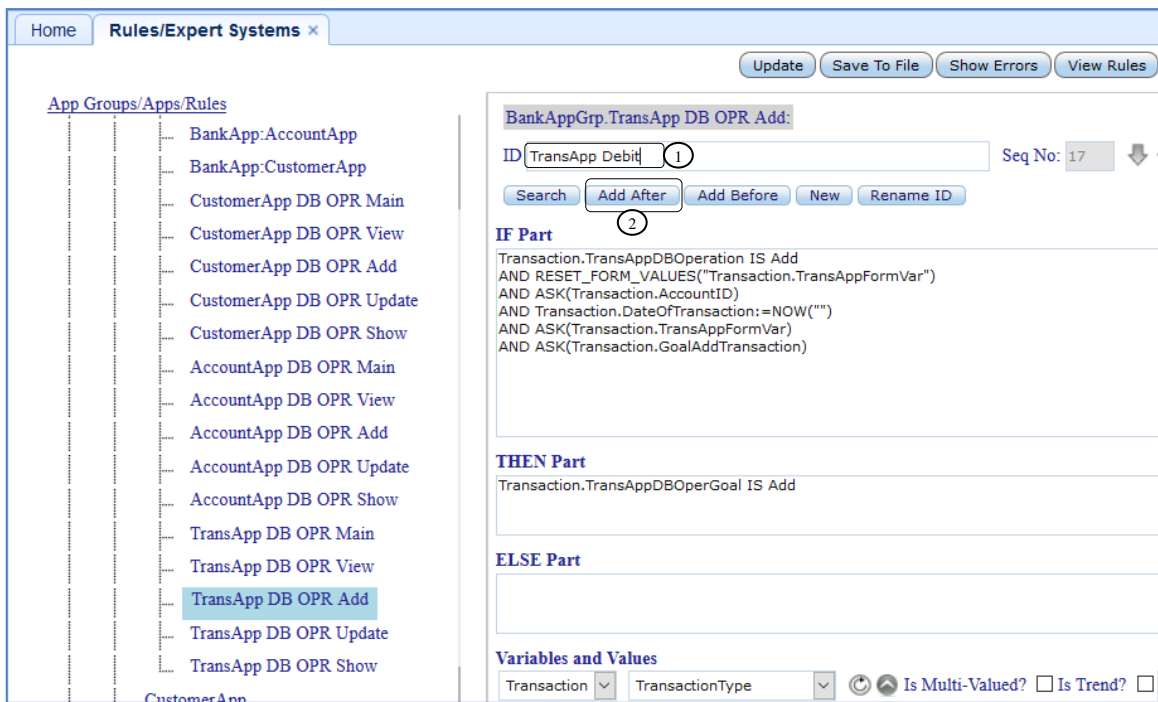 Home
Rules/Expert Systems ×
Update
Save To File
Show Errors
View Rules
App Groups/Apps/Rules
BankApp:AccountApp
BankApp:CustomerApp
CustomerApp DB OPR Main
CustomerApp DB OPR View
CustomerApp DB OPR Add
CustomerApp DB OPR Update
CustomerApp DB OPR Show
AccountApp DB OPR Main
AccountApp DB OPR View
AccountApp DB OPR Add
AccountApp DB OPR Update
AccountApp DB OPR Show
TransApp DB OPR Main
TransApp DB OPR View
TransApp DB OPR Add
TransApp DB OPR Update
TransApp DB OPR Show
CustomerApp
BankAppGrp.TransApp DB OPR Add:
ID TransApp Debit 1 Seq No: 17
Search Add After Add Before New Rename ID
2
IF Part
Transaction.TransAppDBOperation IS Add
AND RESET_FORM_VALUES("Transaction.TransAppFormVar")
AND ASK(Transaction.AccountID)
AND Transaction.DateOfTransaction:=NOW("")
AND ASK(Transaction.TransAppFormVar)
AND ASK(Transaction.GoalAddTransaction)
THEN Part
Transaction.TransAppDBOperGoal IS Add
ELSE Part
Variables and Values
Transaction TransactionType Is Multi-Valued? Is Trend?